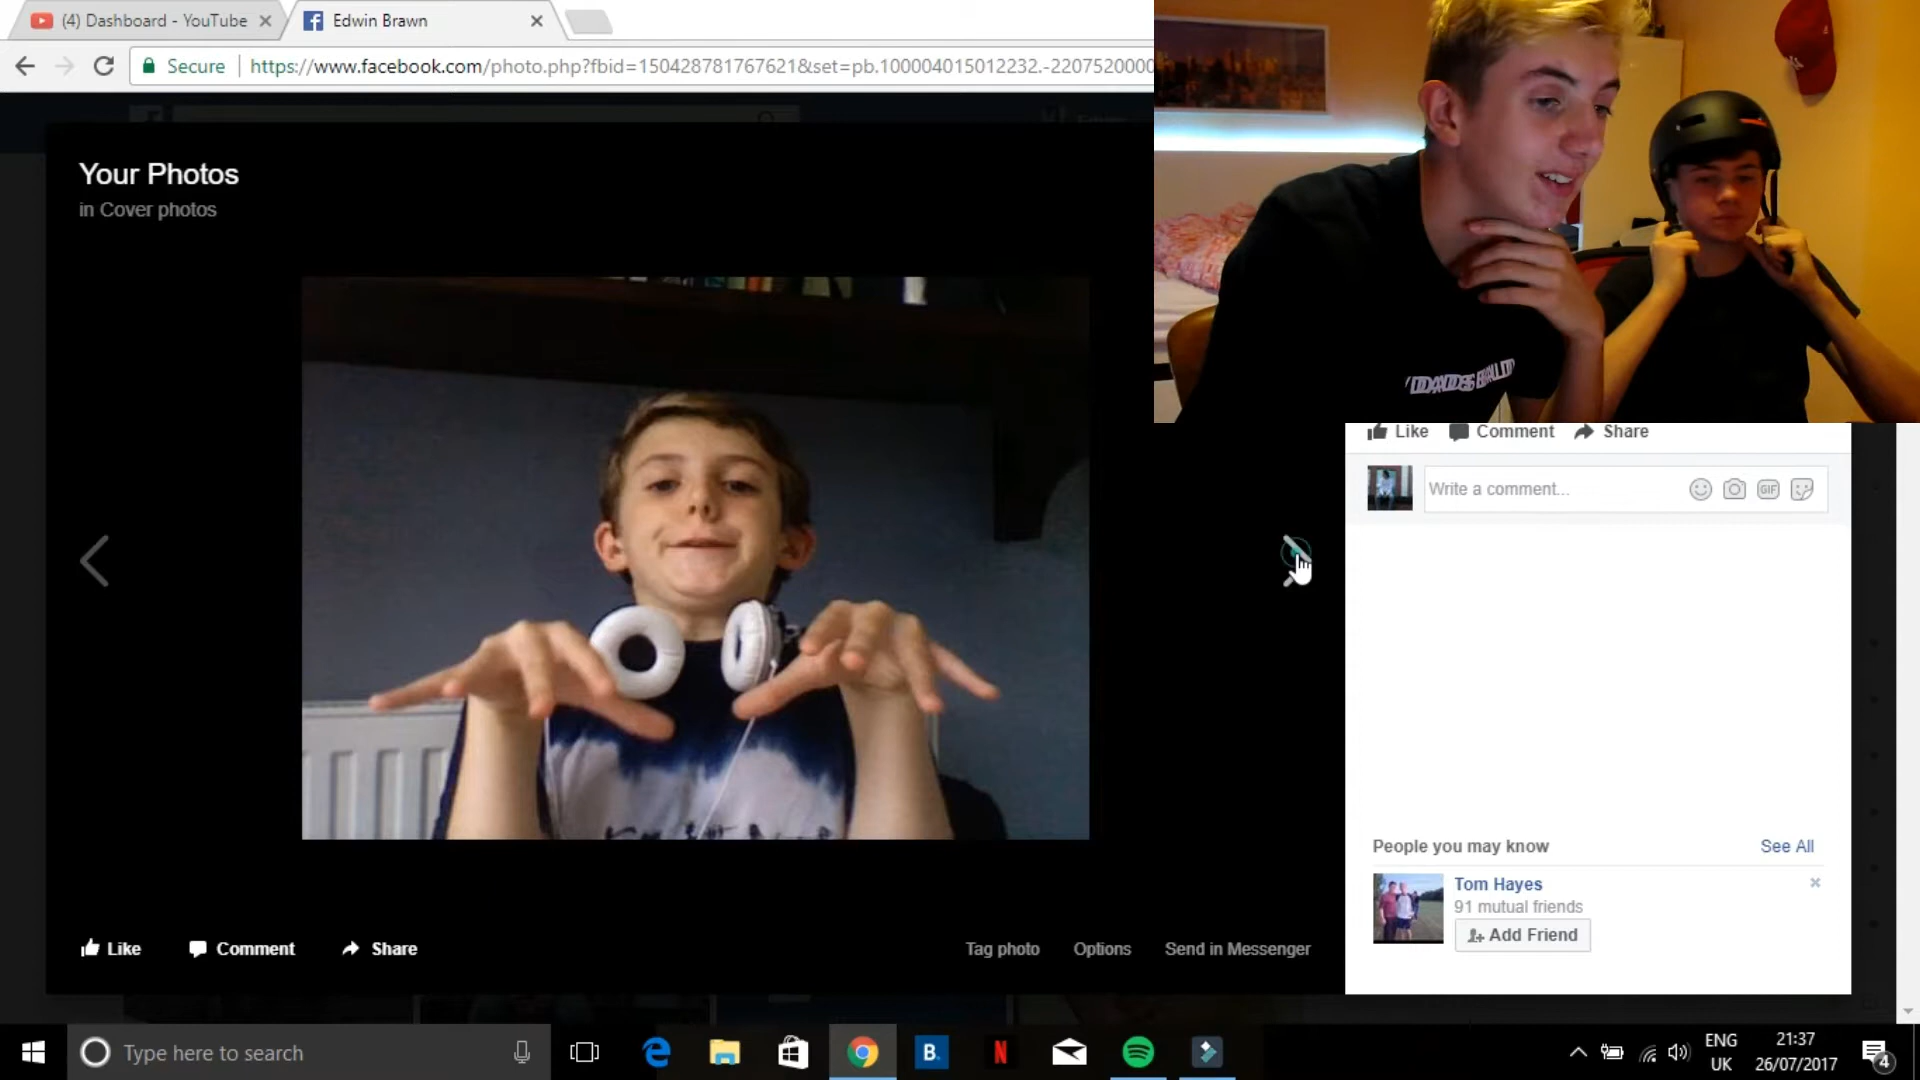 (4) Dashboard - YouTube
Edwin Brawn
Secure
https://www.facebook.com/photo.php?fbid=150428781767621&set=pb.100004015012232.-2207520000
Your Photos
in Cover photos
Like Comment Share
Write a comment...
GIF
People you may know
See All
Tom Hayes
91 mutual friends
Add Friend
Like Comment Share
Tag photo Options Send in Messenger
Type here to search
B.
N
ENG
UK
21:37
26/07/2017
4